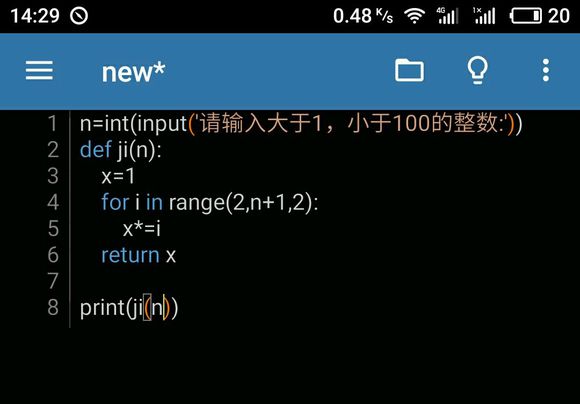 14:29 0.48 K/s 4G 1x 20
new*
1 n=int(input('请输入大于1，小于100的整数:'))
2 def ji(n):
3     x=1
4     for i in range(2,n+1,2):
5         x*=i
6     return x
7
8 print(ji(n))